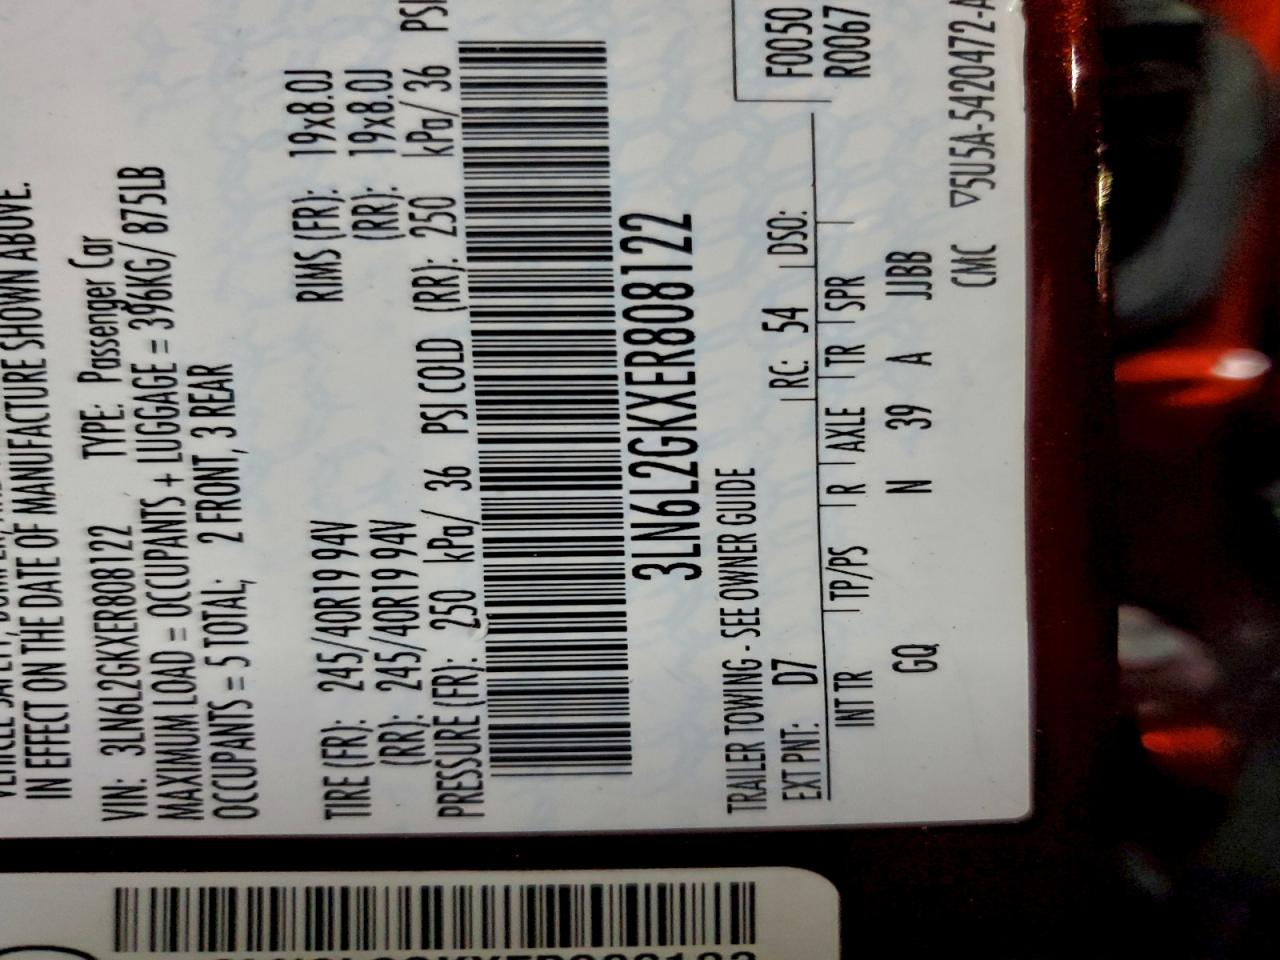 IN EFFECT ON THE DATE OF MANUFACTURE SHOWN ABOVE.
VIN: 3LN6L2GKXER808122 TYPE: Passenger Car
MAXIMUM LOAD = OCCUPANTS + LUGGAGE = 396KG/ 875LB
OCCUPANTS = 5 TOTAL; 2 FRONT, 3 REAR
TIRE (FR): 245/40R19 94V RIMS (FR): 19x8.0J
(RR): 245/40R19 94V (RR): 19x8.0J
PRESSURE (FR): 250 kPa/ 36 PSI COLD (RR): 250 kPa/ 36 PSI
3LN6L2GKXER808122
TRAILER TOWING - SEE OWNER GUIDE
F0050
EXT PNT: D7 RC: 54 DSO:
R0067
INT TR TP/PS R AXLE TR SPR
GQ N 39 A JJBB
CMC ▽5U5A-5420472-A